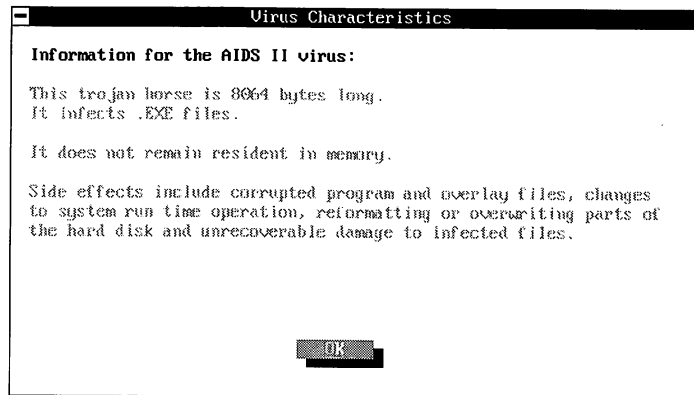 Virus Characteristics
Information for the AIDS II virus:
This trojan horse is 8064 bytes long.
It infects .EXE files.
It does not remain resident in memory.
Side effects include corrupted program and overlay files, changes
to system run time operation, reformatting or overwriting parts of
the hard disk and unrecoverable damage to infected files.
OK